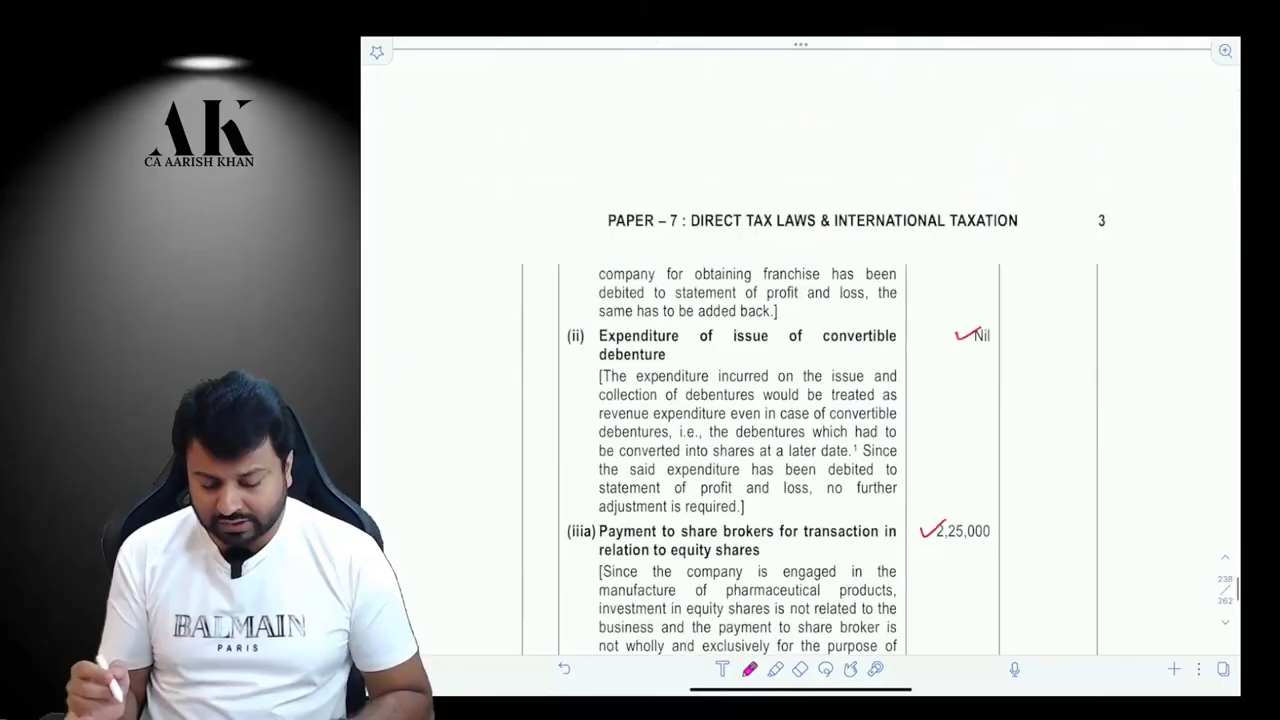 AK
CA AARISH KHAN
PAPER – 7 : DIRECT TAX LAWS & INTERNATIONAL TAXATION 3
company for obtaining franchise has been
debited to statement of profit and loss, the
same has to be added back.]
(ii) Expenditure of issue of convertible Nil
debenture
[The expenditure incurred on the issue and
collection of debentures would be treated as
revenue expenditure even in case of convertible
debentures, i.e., the debentures which had to
be converted into shares at a later date.¹ Since
the said expenditure has been debited to
statement of profit and loss, no further
adjustment is required.]
(iiia) Payment to share brokers for transaction in 2,25,000
relation to equity shares
[Since the company is engaged in the
manufacture of pharmaceutical products,
investment in equity shares is not related to the
business and the payment to share broker is
not wholly and exclusively for the purpose of
238
262
T
BALMAIN
PARIS